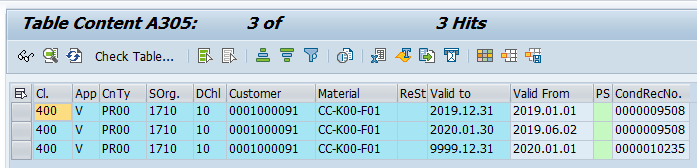 Table Content A305: 3 of 3 Hits
Check Table...
Cl. App CnTy SOrg. DChl Customer Material ReSt Valid to Valid From PS CondRecNo.
400 V PR00 1710 10 0001000091 CC-K00-F01 2019.12.31 2019.01.01 0000009508
400 V PR00 1710 10 0001000091 CC-K00-F01 2020.01.30 2019.06.02 0000009508
400 V PR00 1710 10 0001000091 CC-K00-F01 9999.12.31 2020.01.01 0000010235